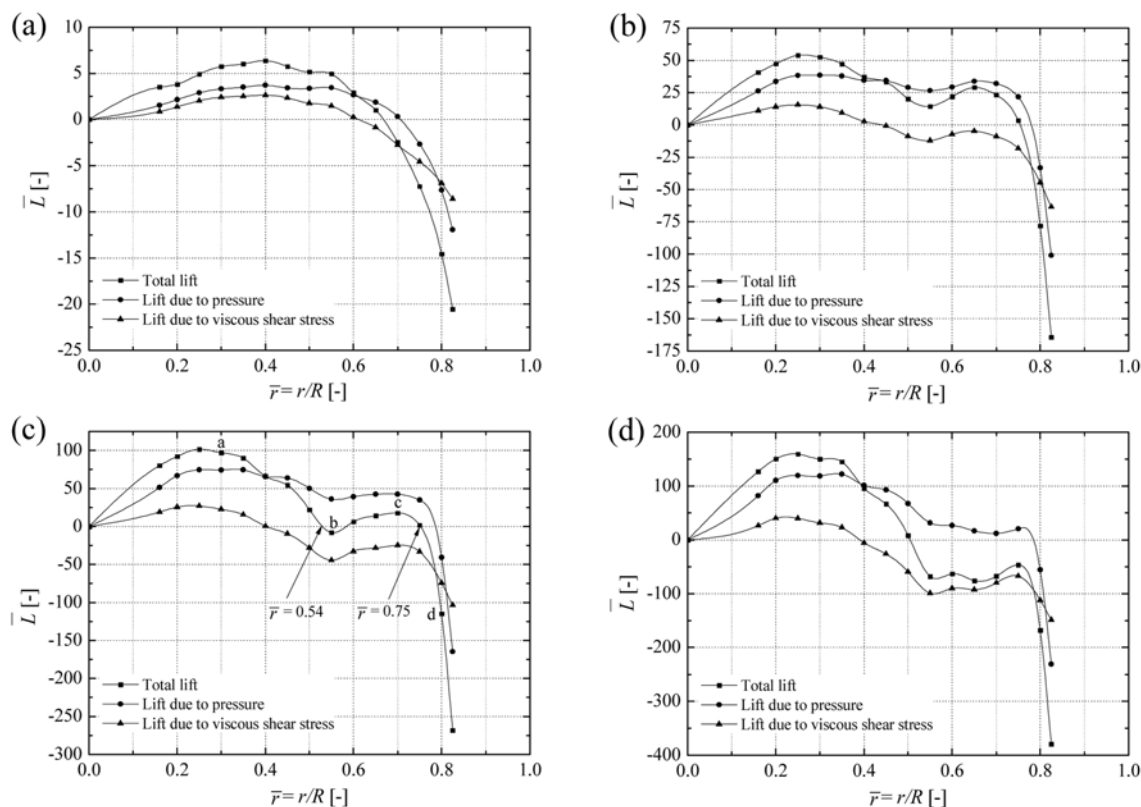 (a)
10
5
0
-5
-10
-15
-20
-25
L̅ [-]
Total lift
Lift due to pressure
Lift due to viscous shear stress
0.0 0.2 0.4 0.6 0.8 1.0
r̅ = r/R [-]
(b)
75
50
25
0
-25
-50
-75
-100
-125
-150
-175
L̅ [-]
Total lift
Lift due to pressure
Lift due to viscous shear stress
0.0 0.2 0.4 0.6 0.8 1.0
r̅ = r/R [-]
(c)
100
50
0
-50
-100
-150
-200
-250
-300
L̅ [-]
a
b
c
d
r̅ = 0.54
r̅ = 0.75
Total lift
Lift due to pressure
Lift due to viscous shear stress
0.0 0.2 0.4 0.6 0.8 1.0
r̅ = r/R [-]
(d)
200
100
0
-100
-200
-300
-400
L̅ [-]
Total lift
Lift due to pressure
Lift due to viscous shear stress
0.0 0.2 0.4 0.6 0.8 1.0
r̅ = r/R [-]